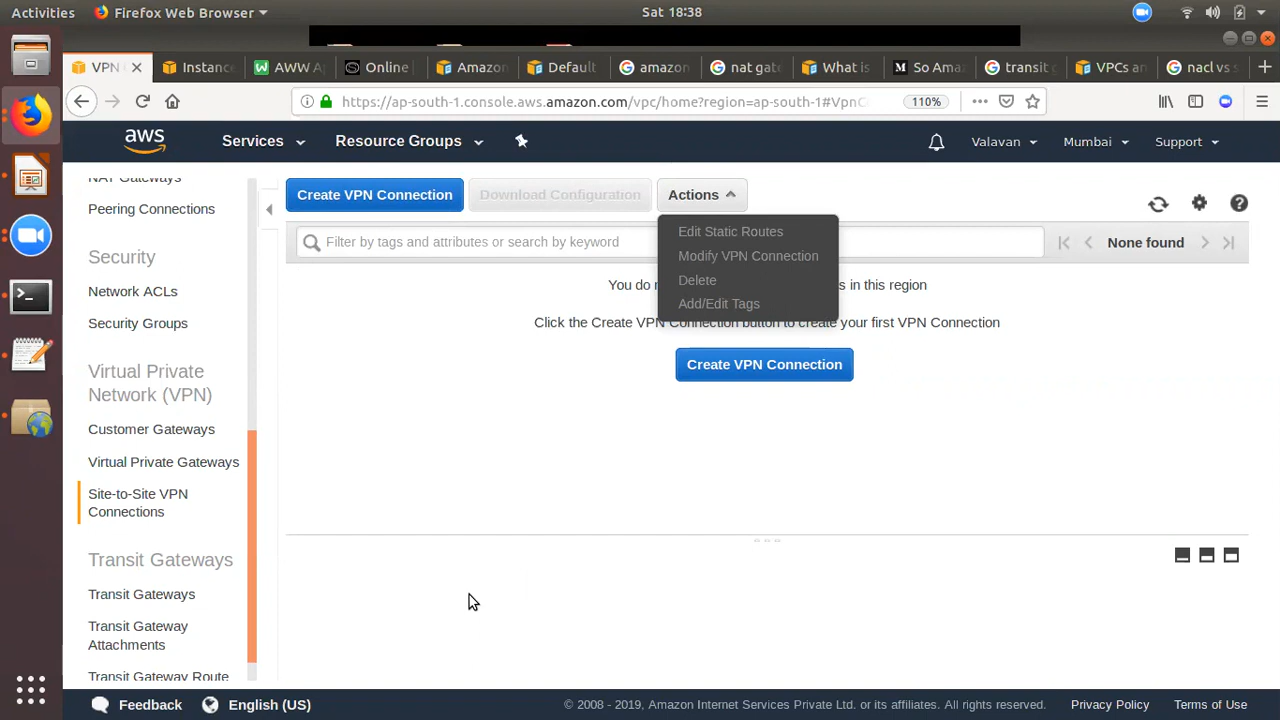 Activities
Firefox Web Browser
Sat 18:38
VPN
Instanc
AWW A
Online
Amazon
Default
amazon
nat gate
What is
So Ama
transit g
VPCs an
nacl vs s
https://ap-south-1.console.aws.amazon.com/vpc/home?region=ap-south-1#VpnC
110%
aws
Services
Resource Groups
Valavan
Mumbai
Support
NAT Gateways
Peering Connections
Security
Network ACLs
Security Groups
Virtual Private
Network (VPN)
Customer Gateways
Virtual Private Gateways
Site-to-Site VPN
Connections
Transit Gateways
Transit Gateways
Transit Gateway
Attachments
Transit Gateway Route
Create VPN Connection
Download Configuration
Actions
Edit Static Routes
Modify VPN Connection
Delete
Add/Edit Tags
Filter by tags and attributes or search by keyword
None found
You do s in this region
Click the Create VPN Connection button to create your first VPN Connection
Create VPN Connection
Feedback
English (US)
© 2008 - 2019, Amazon Internet Services Private Ltd. or its affiliates. All rights reserved.
Privacy Policy
Terms of Use